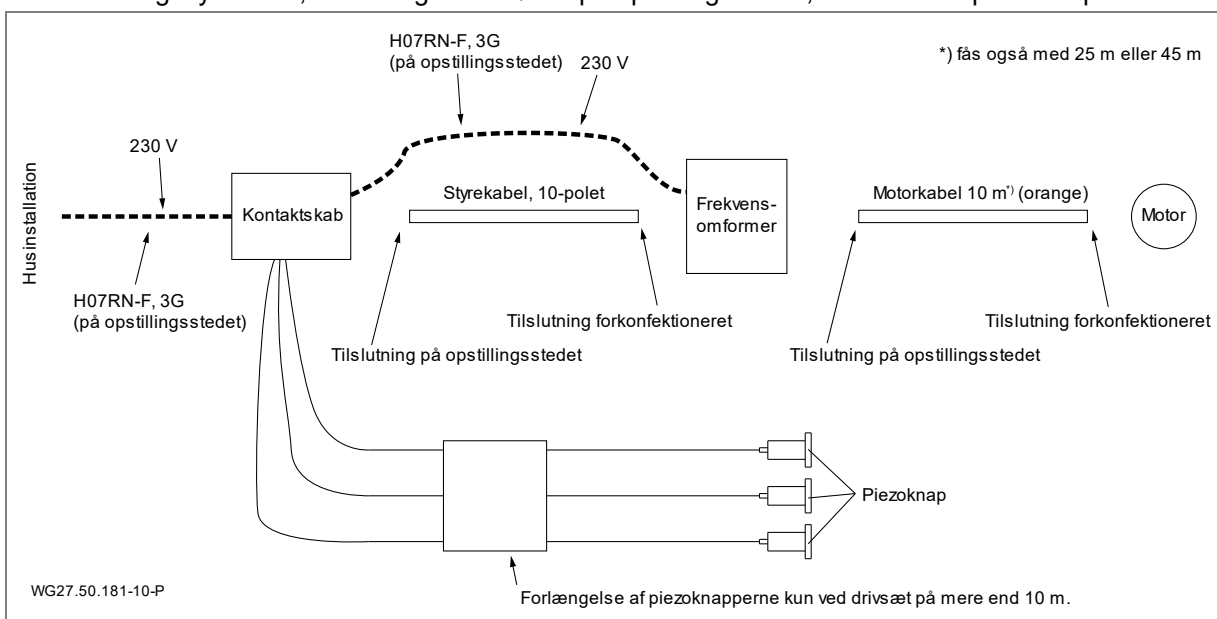 H07RN-F, 3G
(på opstillingsstedet)
230 V
*) fås også med 25 m eller 45 m
230 V
Husinstallation
Kontaktskab
Styrekabel, 10-polet
Frekvens-
omformer
Motorkabel 10 m*) (orange)
Motor
H07RN-F, 3G
(på opstillingsstedet)
Tilslutning forkonfektioneret
Tilslutning på opstillingsstedet
Tilslutning forkonfektioneret
Tilslutning på opstillingsstedet
Piezoknap
WG27.50.181-10-P
Forlængelse af piezoknapperne kun ved drivsæt på mere end 10 m.